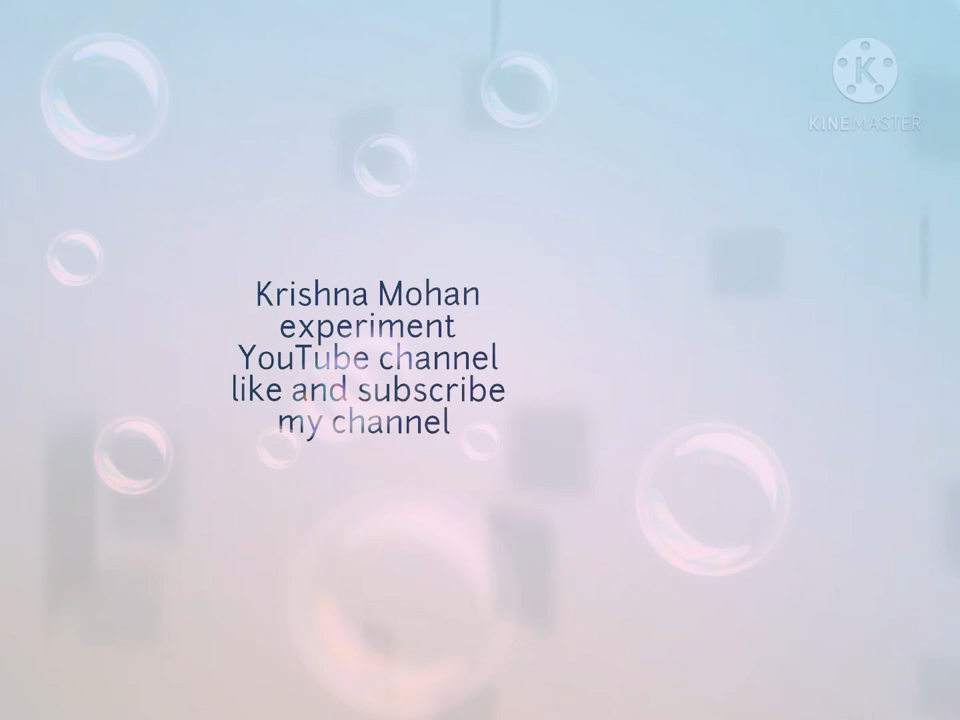 KINEMASTER
Krishna Mohan
experiment
YouTube channel
like and subscribe
my channel